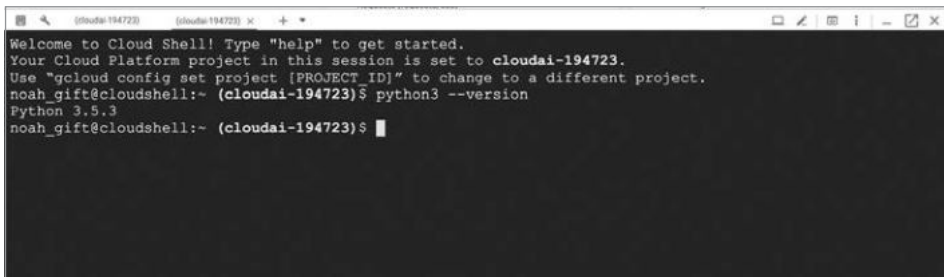 (cloudai-194723) (cloudai-194723) × + ▾
Welcome to Cloud Shell! Type "help" to get started.
Your Cloud Platform project in this session is set to cloudai-194723.
Use "gcloud config set project [PROJECT_ID]" to change to a different project.
noah_gift@cloudshell:~ (cloudai-194723)$ python3 --version
Python 3.5.3
noah_gift@cloudshell:~ (cloudai-194723)$